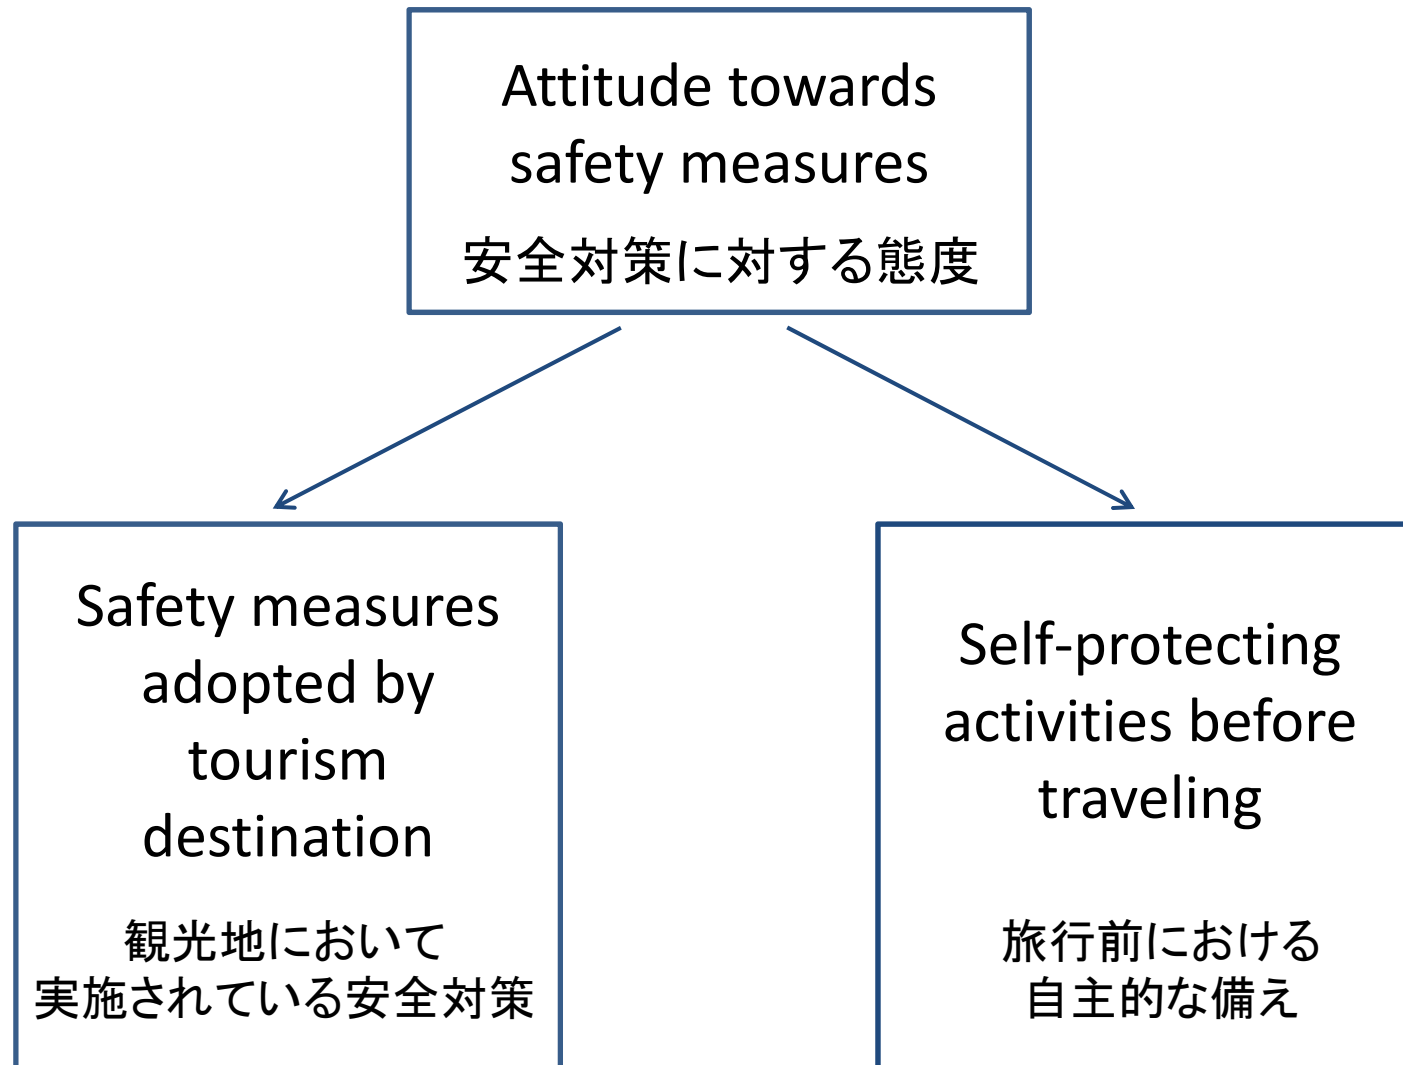 Attitude towards
safety measures
安全対策に対する態度
Safety measures
adopted by
tourism
destination
観光地において
実施されている安全対策
Self-protecting
activities before
traveling
旅行前における
自主的な備え